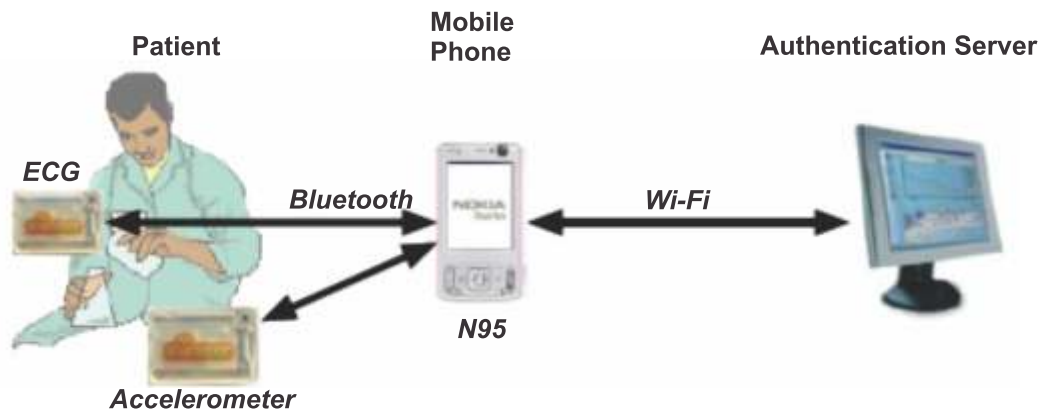 Patient
Mobile
Phone
Authentication Server
ECG
Bluetooth
Wi-Fi
NOKIA
N95
Accelerometer